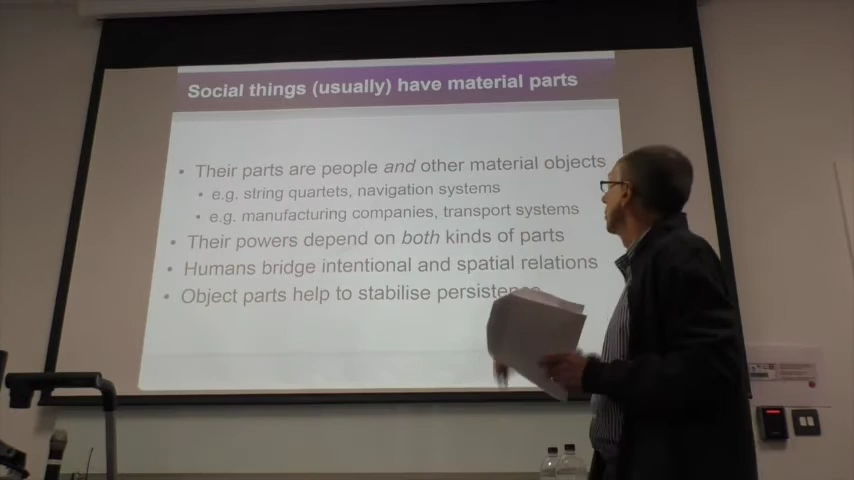 Social things (usually) have material parts
• Their parts are people and other material objects
• e.g. string quartets, navigation systems
• e.g. manufacturing companies, transport systems
• Their powers depend on both kinds of parts
• Humans bridge intentional and spatial relations
• Object parts help to stabilise persistence